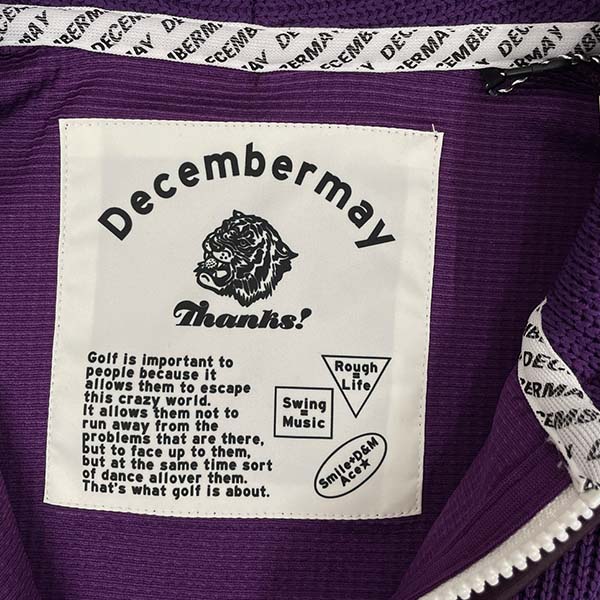 DECEMBERMAY DECEMBERMAY DECEMBERMAY
Decembermay
Thanks!
Golf is important to
people because it
allows them to escape
this crazy world.
It allows them not to
run away from the
problems that are there,
but to face up to them,
but at the same time sort
of dance allover them.
That's what golf is about.
Rough
=
Life
Swing
=
Music
Smile+D&M
Ace★